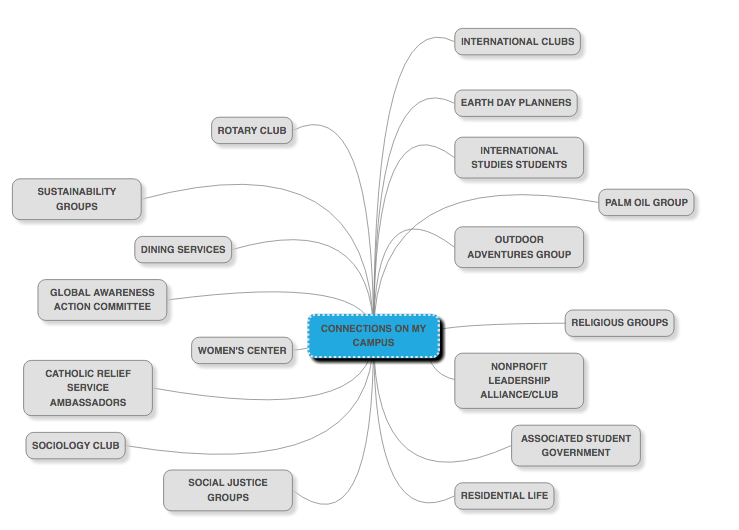 INTERNATIONAL CLUBS
EARTH DAY PLANNERS
ROTARY CLUB
INTERNATIONAL
STUDIES STUDENTS
SUSTAINABILITY
GROUPS
PALM OIL GROUP
DINING SERVICES
OUTDOOR
ADVENTURES GROUP
GLOBAL AWARENESS
ACTION COMMITTEE
CONNECTIONS ON MY
CAMPUS
RELIGIOUS GROUPS
WOMEN'S CENTER
NONPROFIT
LEADERSHIP
ALLIANCE/CLUB
CATHOLIC RELIEF
SERVICE
AMBASSADORS
SOCIOLOGY CLUB
ASSOCIATED STUDENT
GOVERNMENT
SOCIAL JUSTICE
GROUPS
RESIDENTIAL LIFE